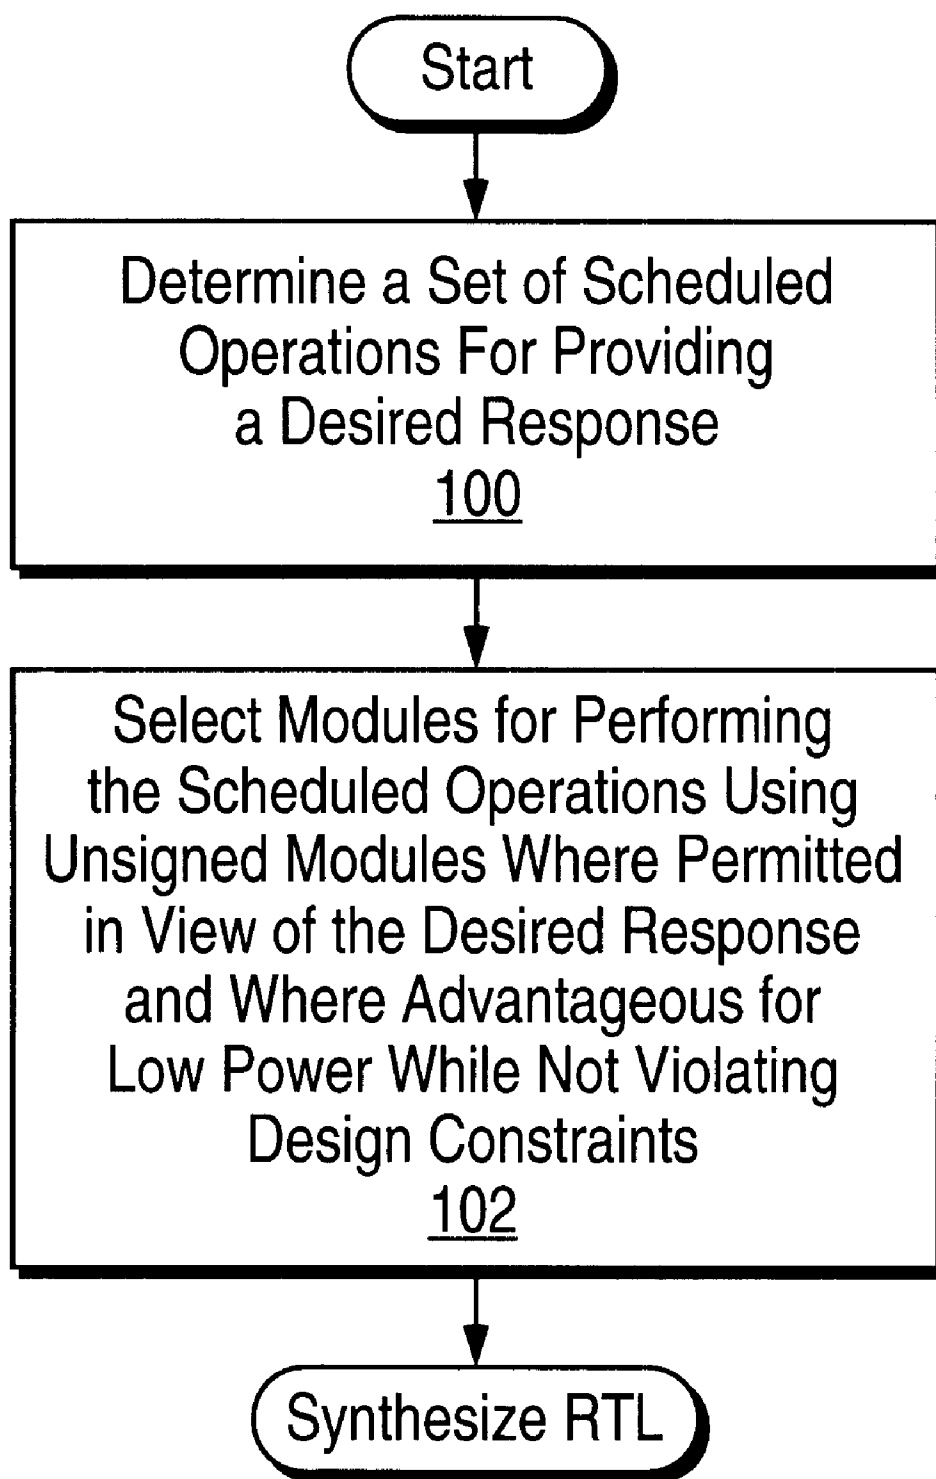 Start
Determine a Set of Scheduled
Operations For Providing
a Desired Response
100
Select Modules for Performing
the Scheduled Operations Using
Unsigned Modules Where Permitted
in View of the Desired Response
and Where Advantageous for
Low Power While Not Violating
Design Constraints
102
Synthesize RTL